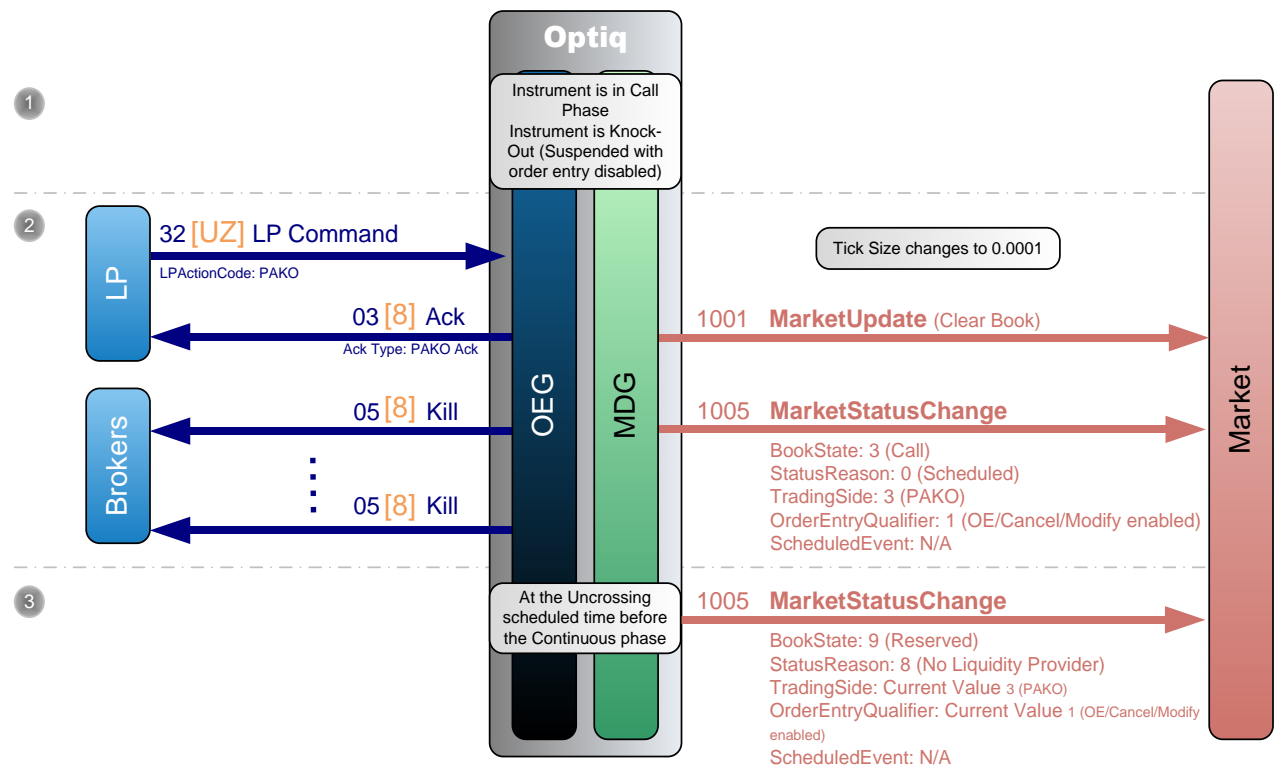 Optiq
1
Instrument is in Call
Phase
Instrument is Knock-
Out (Suspended with
order entry disabled)
2
LP
32 [UZ] LP Command
LPActionCode: PAKO
Tick Size changes to 0.0001
03 [8] Ack
Ack Type: PAKO Ack
1001 MarketUpdate (Clear Book)
OEG
MDG
Market
Brokers
05 [8] Kill
05 [8] Kill
1005 MarketStatusChange
BookState: 3 (Call)
StatusReason: 0 (Scheduled)
TradingSide: 3 (PAKO)
OrderEntryQualifier: 1 (OE/Cancel/Modify enabled)
ScheduledEvent: N/A
3
At the Uncrossing
scheduled time before
the Continuous phase
1005 MarketStatusChange
BookState: 9 (Reserved)
StatusReason: 8 (No Liquidity Provider)
TradingSide: Current Value 3 (PAKO)
OrderEntryQualifier: Current Value 1 (OE/Cancel/Modify
enabled)
ScheduledEvent: N/A